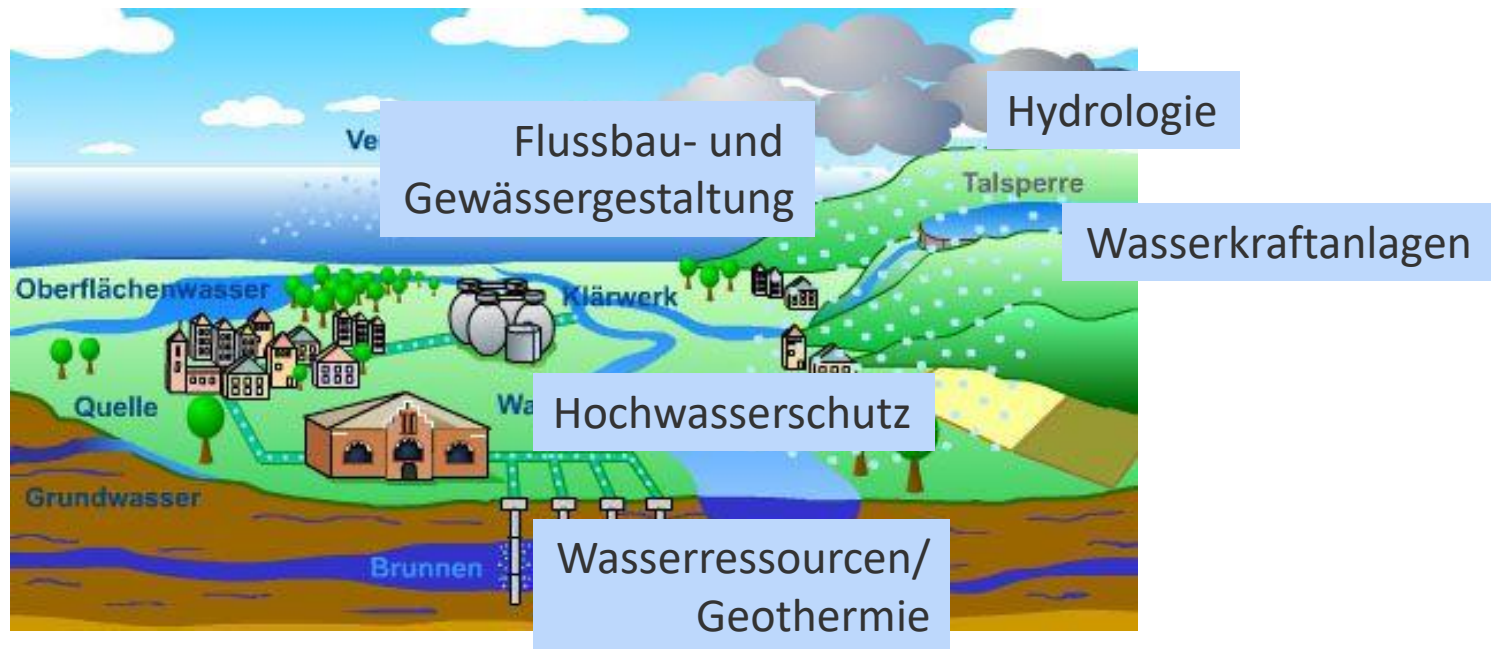 Hydrologie
Flussbau- und
Gewässergestaltung
Talsperre
Wasserkraftanlagen
Oberflächenwasser
Klärwerk
Quelle
Hochwasserschutz
Grundwasser
Brunnen
Wasserressourcen/
Geothermie